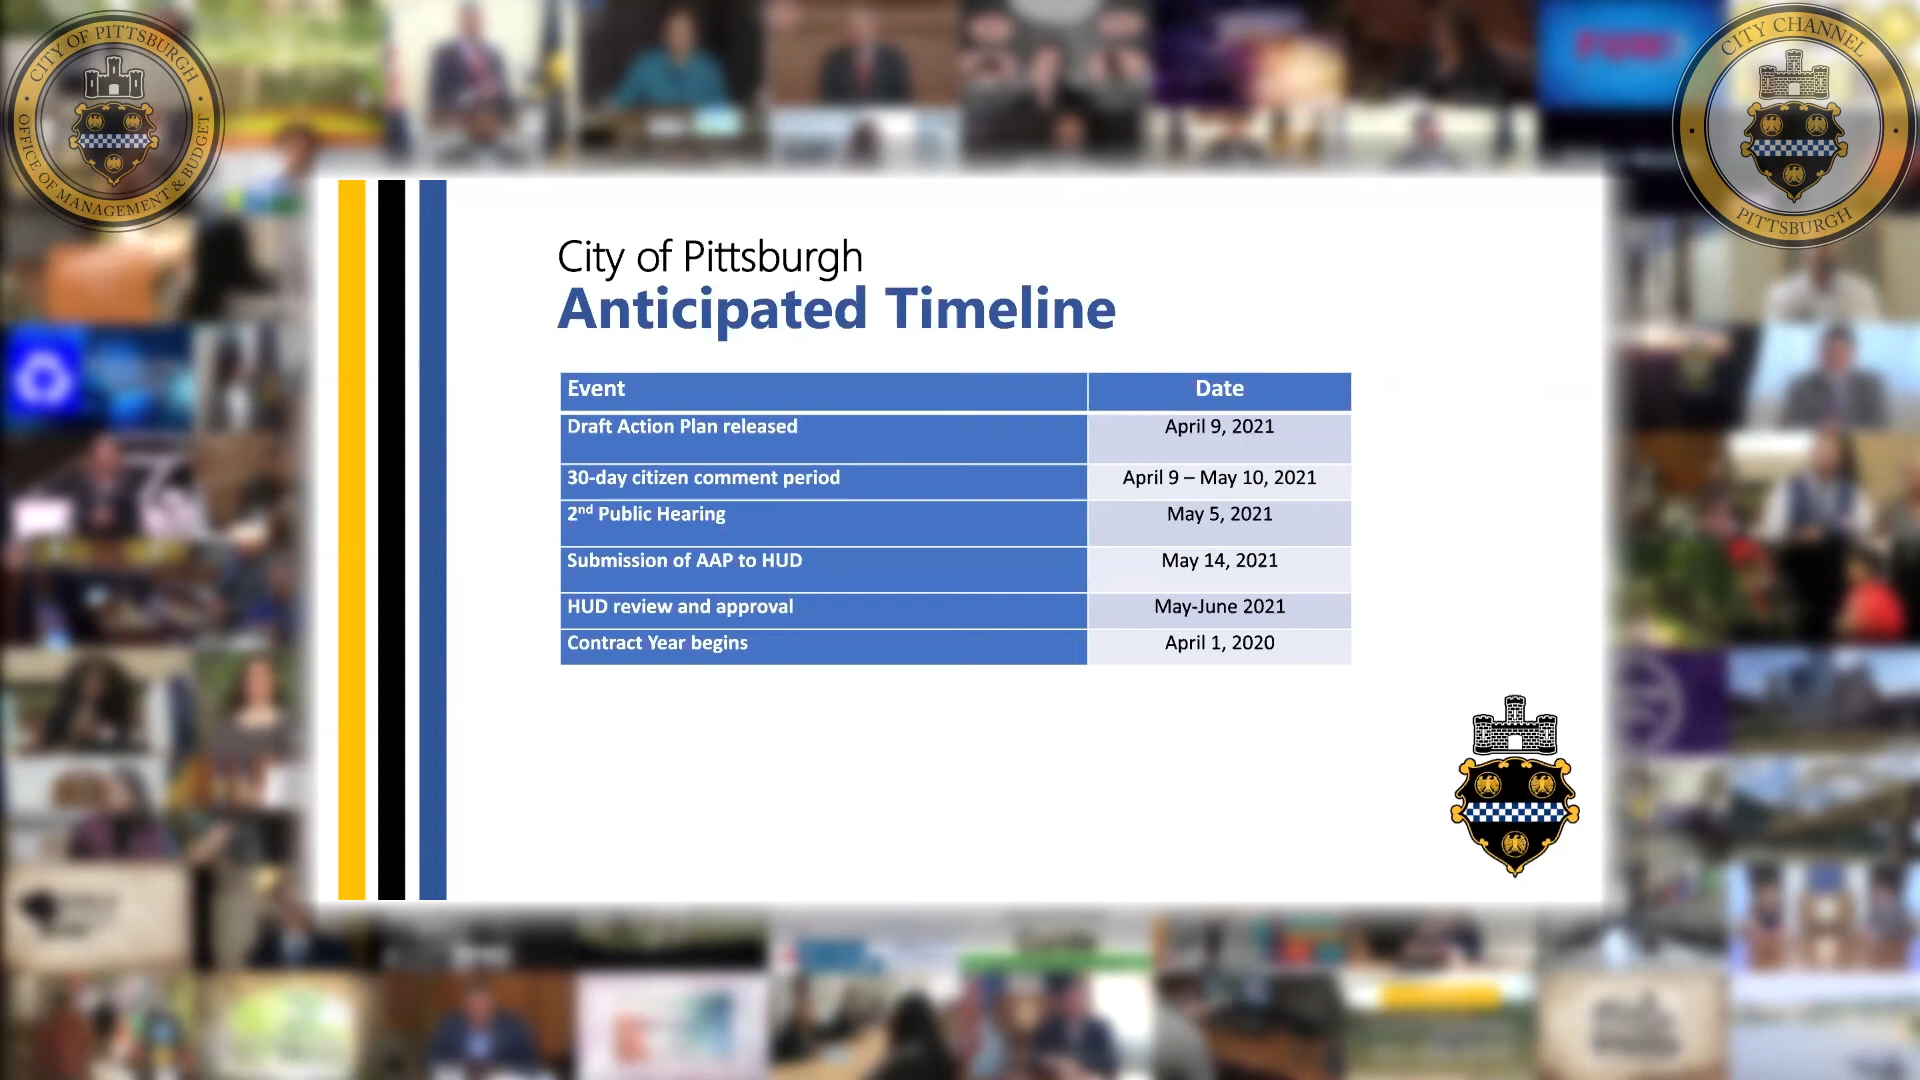 CITY OF PITTSBURGH
OFFICE OF MANAGEMENT & BUDGET
CITY CHANNEL
PITTSBURGH
City of Pittsburgh
Anticipated Timeline
Event Date
Draft Action Plan released April 9, 2021
30-day citizen comment period April 9 – May 10, 2021
2nd Public Hearing May 5, 2021
Submission of AAP to HUD May 14, 2021
HUD review and approval May-June 2021
Contract Year begins April 1, 2020